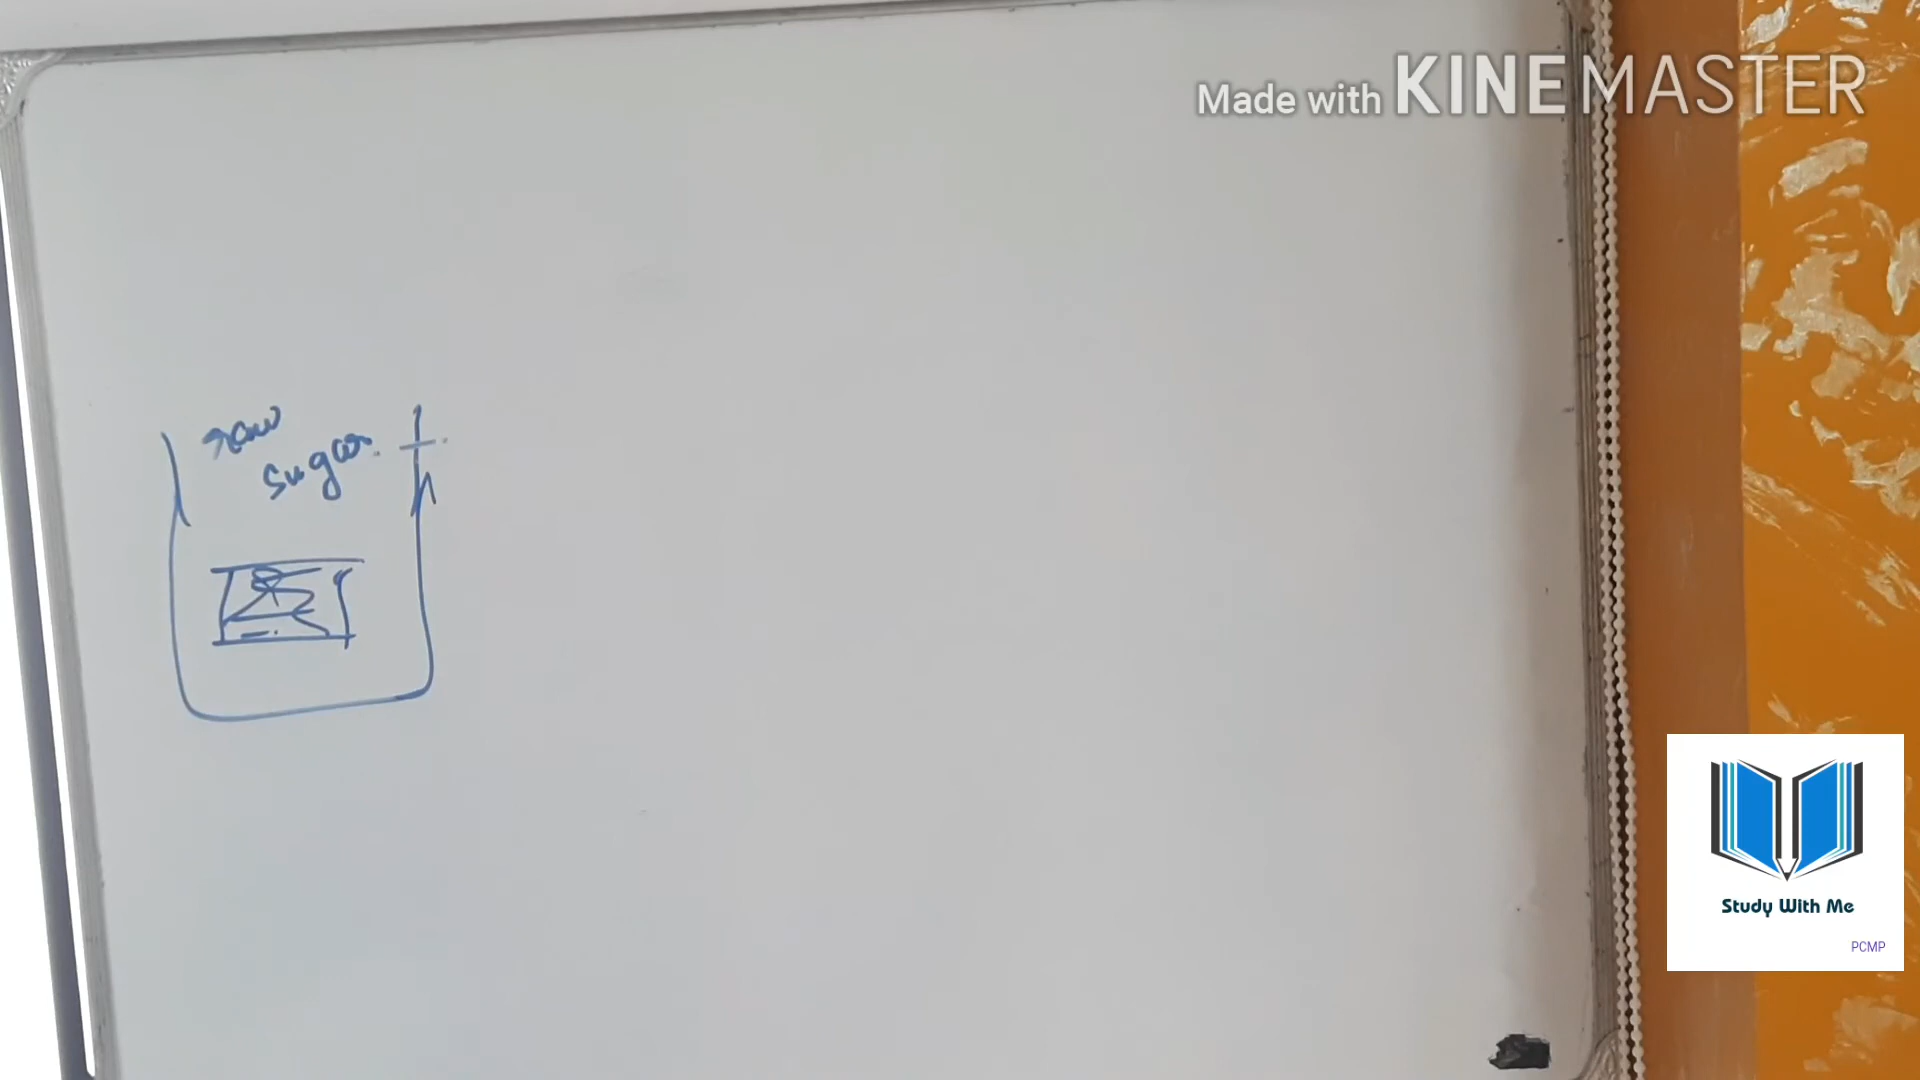 Made with KINEMASTER
raw
sugar.
Study With Me
PCMP